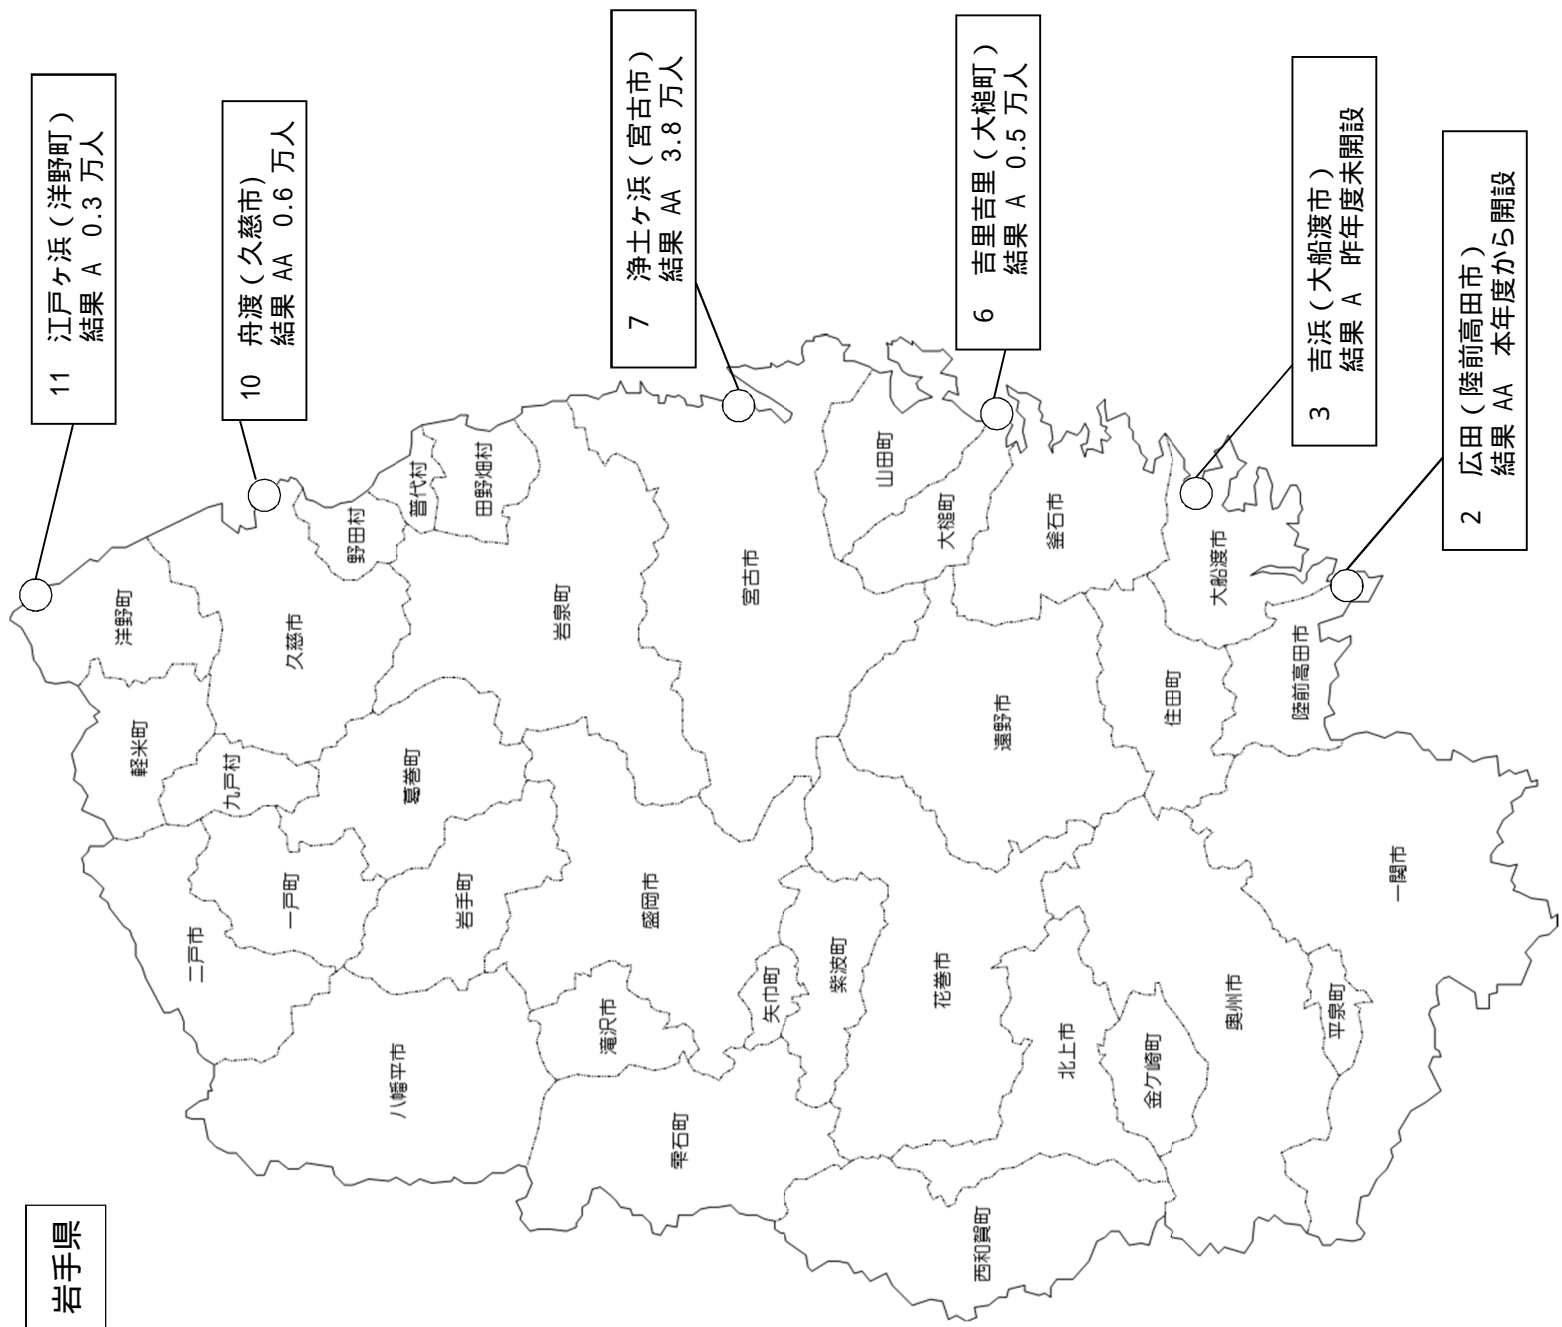 岩手県
11 江戸ヶ浜（洋野町）
結果 A 0.3 万人
10 舟渡（久慈市）
結果 AA 0.6 万人
7 浄土ヶ浜（宮古市）
結果 AA 3.8 万人
6 吉里吉里（大槌町）
結果 A 0.5 万人
3 吉浜（大船渡市）
結果 A 昨年度未開設
2 広田（陸前高田市）
結果 AA 本年度から開設
洋野町
軽米町
久慈市
九戸村
二戸市
一戸町
野田村
普代村
田野畑村
葛巻町
岩手町
八幡平市
岩泉町
盛岡市
滝沢市
雫石町
宮古市
矢巾町
紫波町
山田町
大槌町
花巻市
遠野市
釜石市
北上市
西和賀町
金ケ崎町
住田町
大船渡市
奥州市
陸前高田市
平泉町
一関市